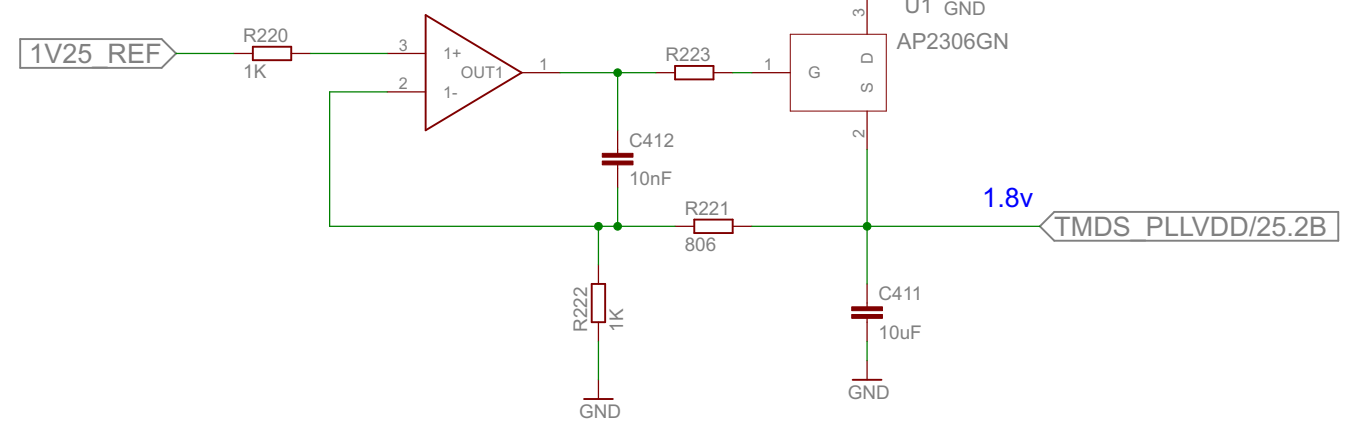 U1 GND
3
1V25_REF
R220
1K
3
1+
2
1-
OUT1
1
R223
1
AP2306GN
G
D
S
2
C412
10nF
R221
806
1.8v
TMDS_PLLVDD/25.2B
R222
1K
C411
10uF
GND
GND